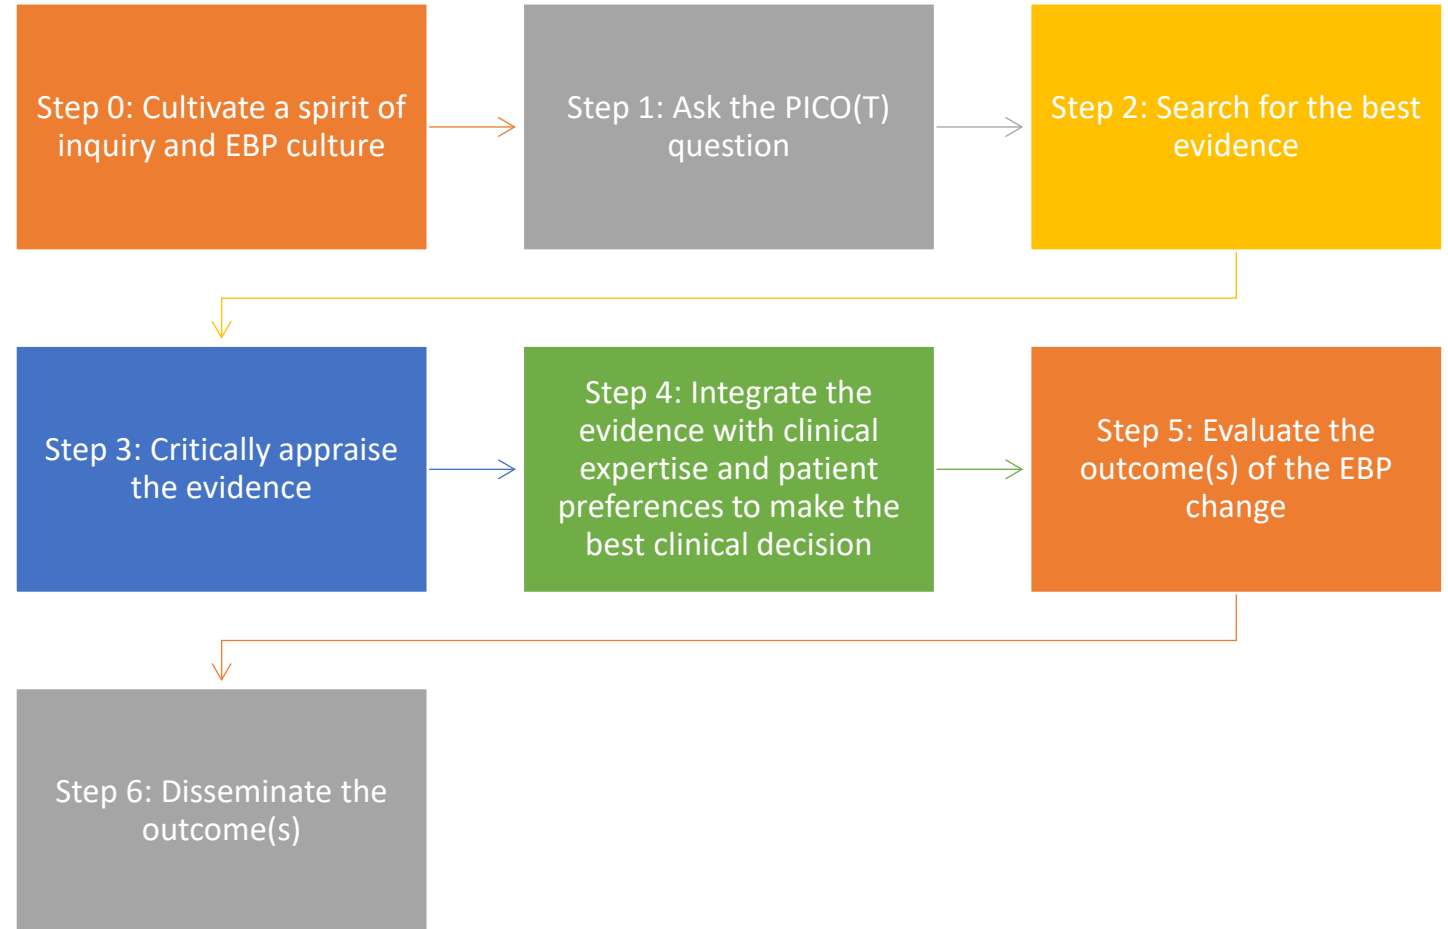 Step 0: Cultivate a spirit of
inquiry and EBP culture
Step 1: Ask the PICO(T)
question
Step 2: Search for the best
evidence
Step 3: Critically appraise
the evidence
Step 4: Integrate the
evidence with clinical
expertise and patient
preferences to make the
best clinical decision
Step 5: Evaluate the
outcome(s) of the EBP
change
Step 6: Disseminate the
outcome(s)